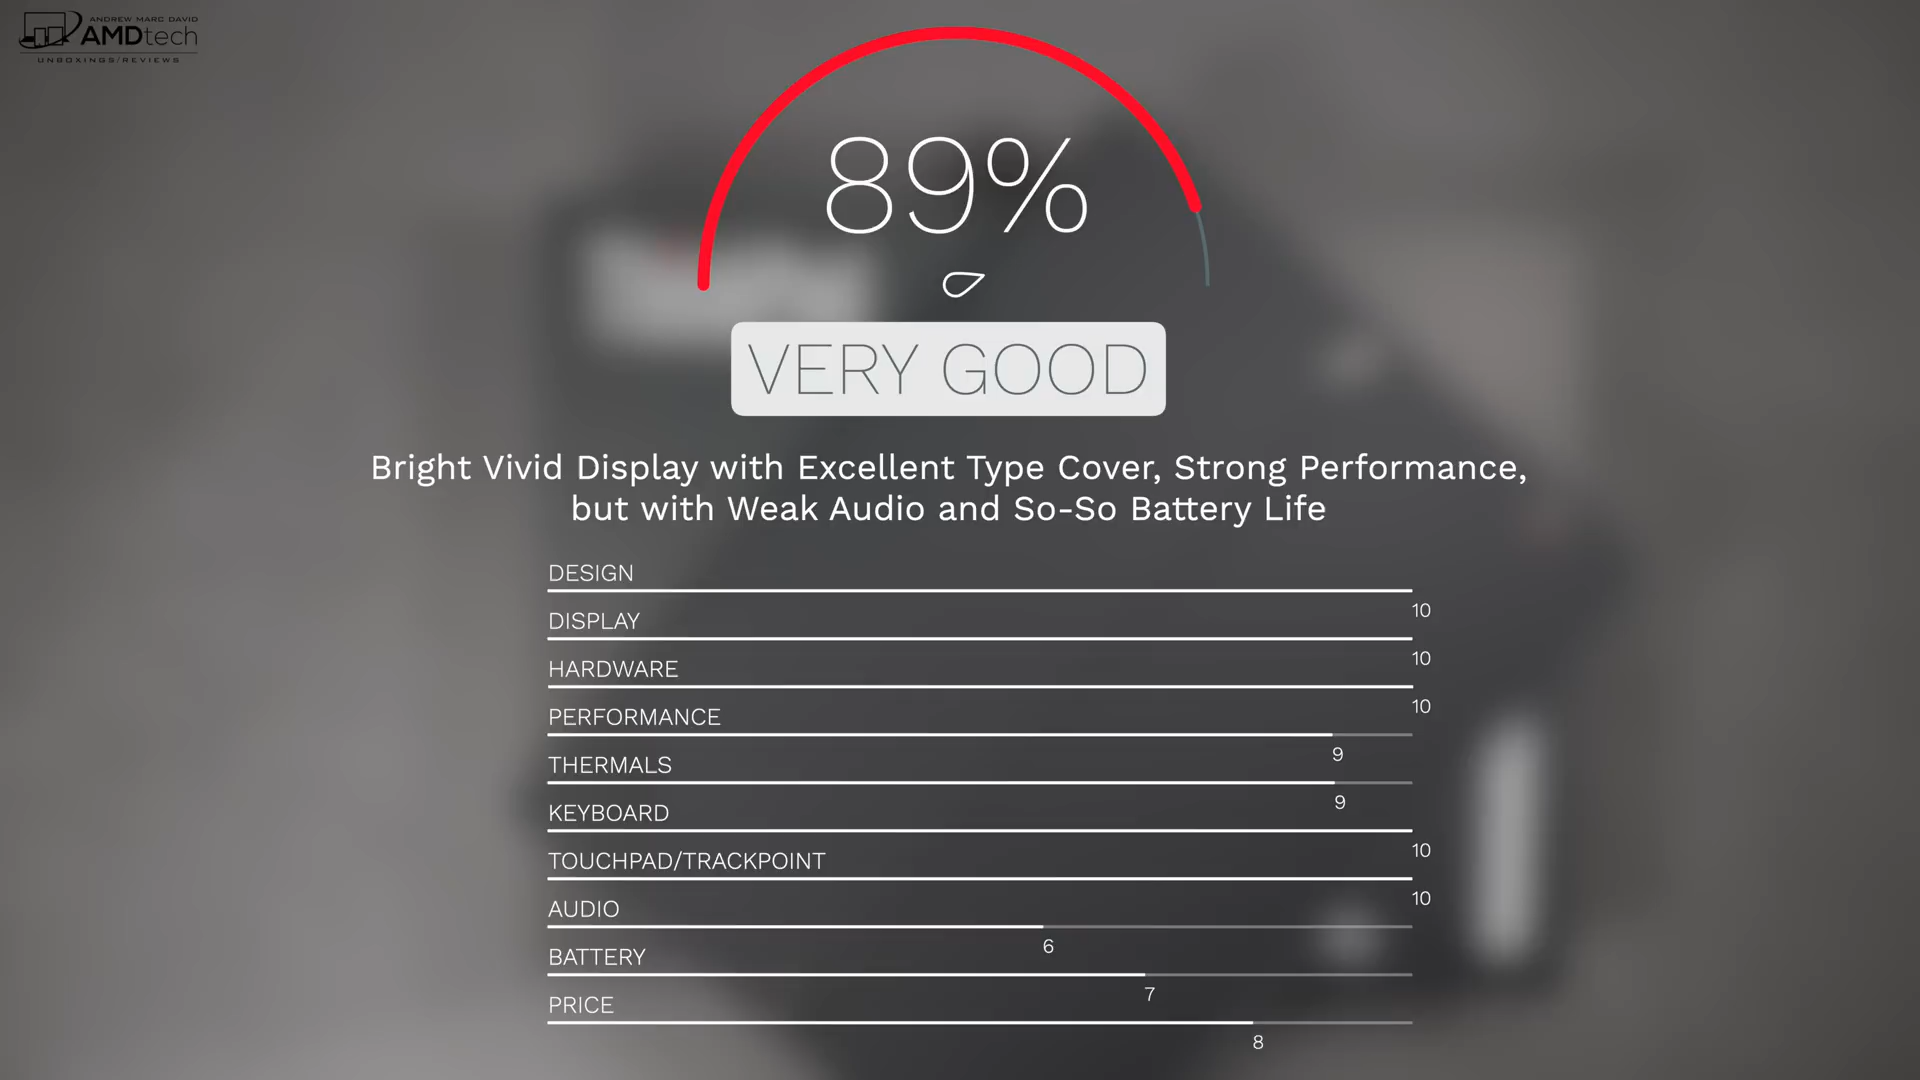 ANDREW MARC DAVID
AMDtech
UNBOXINGS/REVIEWS
89%
VERY GOOD
Bright Vivid Display with Excellent Type Cover, Strong Performance,
but with Weak Audio and So-So Battery Life
DESIGN
10
DISPLAY
10
HARDWARE
10
PERFORMANCE
9
THERMALS
9
KEYBOARD
10
TOUCHPAD/TRACKPOINT
10
AUDIO
6
BATTERY
7
PRICE
8